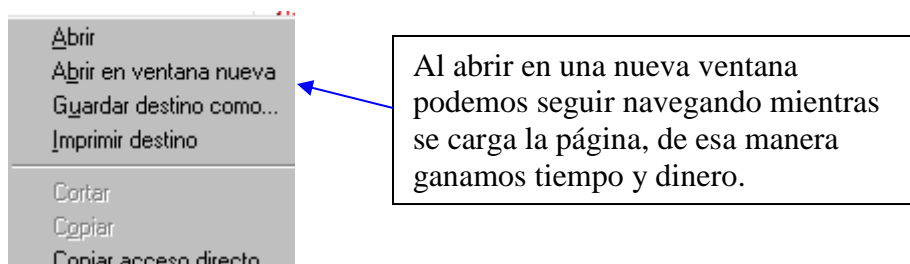 Abrir
Abrir en ventana nueva
Guardar destino como...
Imprimir destino
Cortar
Copiar
Copiar acceso directo
Al abrir en una nueva ventana
podemos seguir navegando mientras
se carga la página, de esa manera
ganamos tiempo y dinero.